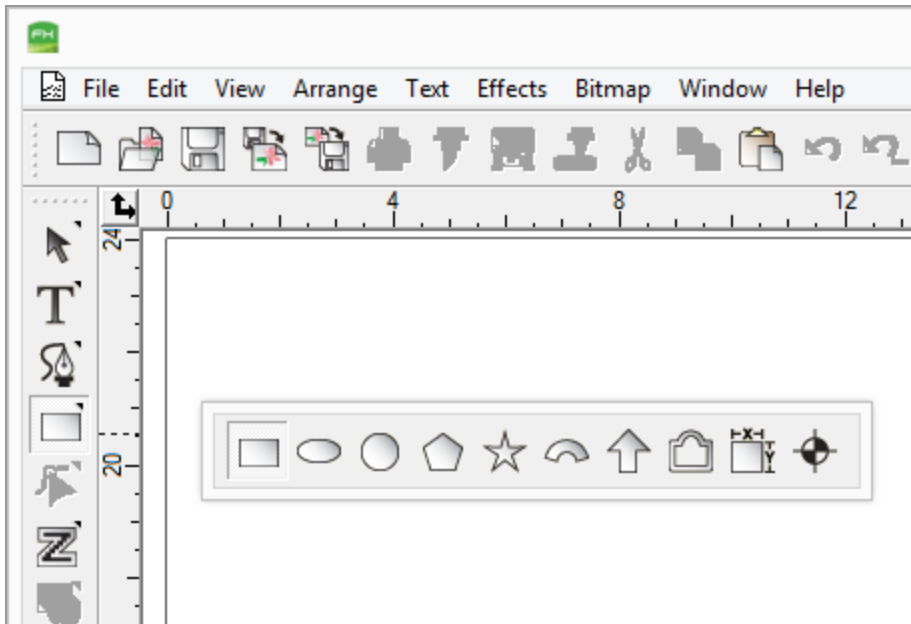 FH
File Edit View Arrange Text Effects Bitmap Window Help
0 4 8 12
24
T
20
Z
X
Y